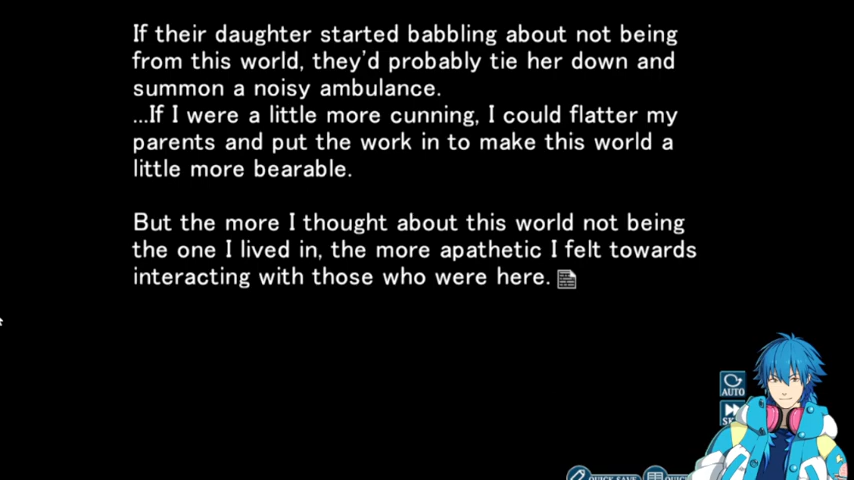 If their daughter started babbling about not being
from this world, they'd probably tie her down and
summon a noisy ambulance.
...If I were a little more cunning, I could flatter my
parents and put the work in to make this world a
little more bearable.
But the more I thought about this world not being
the one I lived in, the more apathetic I felt towards
interacting with those who were here.
AUTO
QUICK SAVE